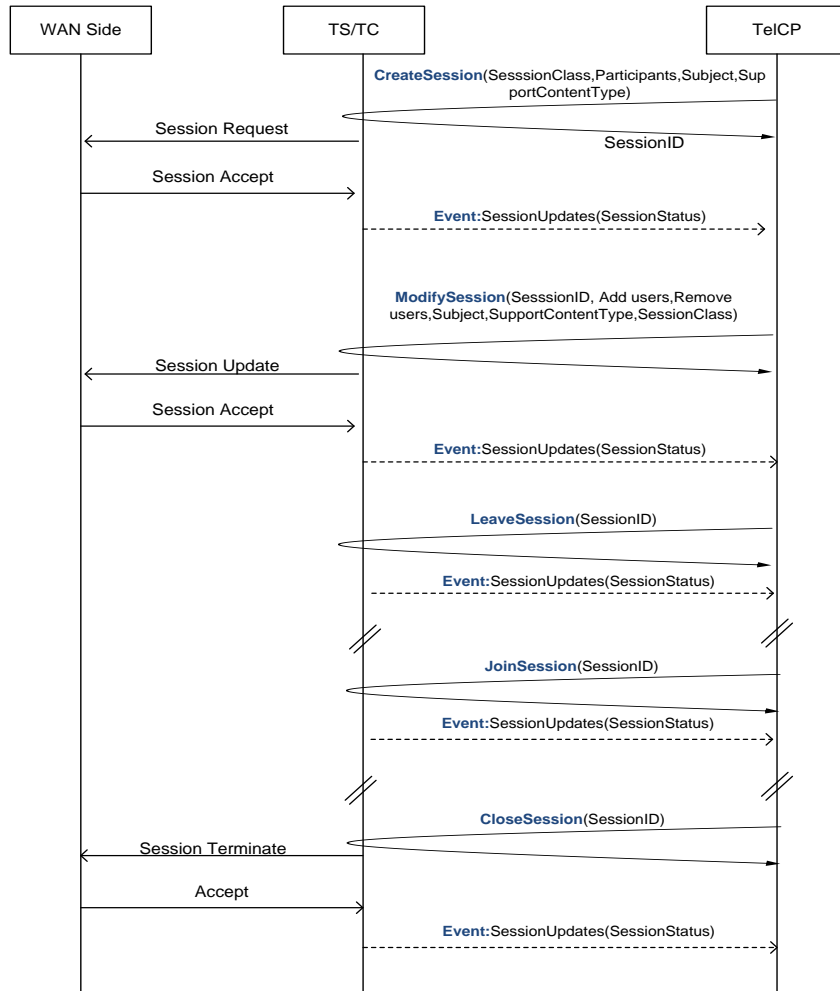 WAN Side
TS/TC
TelCP
CreateSession(SesssionClass,Participants,Subject,Sup
portContentType)
Session Request
SessionID
Session Accept
Event:SessionUpdates(SessionStatus)
ModifySession(SesssionID, Add users,Remove
users,Subject,SupportContentType,SessionClass)
Session Update
Session Accept
Event:SessionUpdates(SessionStatus)
LeaveSession(SessionID)
Event:SessionUpdates(SessionStatus)
JoinSession(SessionID)
Event:SessionUpdates(SessionStatus)
CloseSession(SessionID)
Session Terminate
Accept
Event:SessionUpdates(SessionStatus)